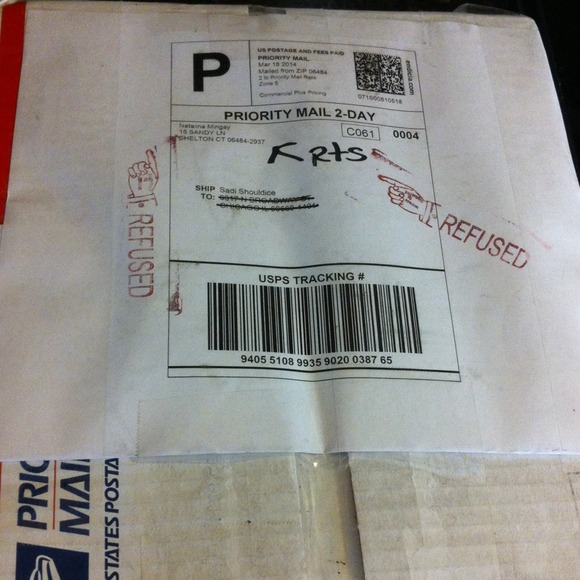 P
US POSTAGE AND FEES PAID
PRIORITY MAIL
Mar 18 2014
Mailed from ZIP 06484
2 lb Priority Mail Rate
Zone 5
Commercial Plus Pricing
endicia.com
071S00810518
PRIORITY MAIL 2-DAY
Natasha Mingay
15 SANDY LN
SHELTON CT 06484-2937
C061 0004
K RtS
SHIP TO: Sadi Shouldice
REFUSED
REFUSED
USPS TRACKING #
9405 5108 9935 9020 0387 65
PRIO
MAI
STATES POSTA